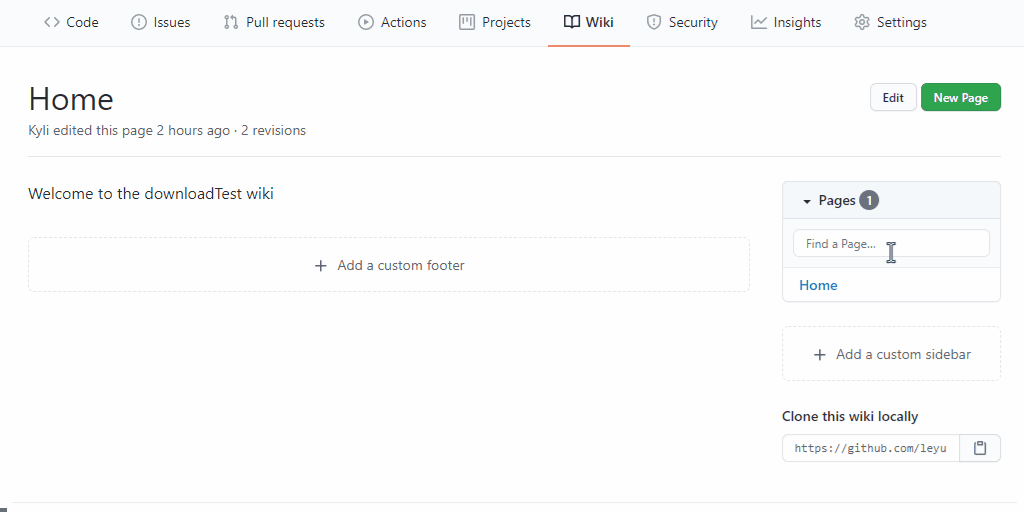 Code Issues Pull requests Actions Projects Wiki Security Insights Settings
Home
Edit New Page
Kyli edited this page 2 hours ago · 2 revisions
Welcome to the downloadTest wiki
Pages 1
Find a Page...
Home
+ Add a custom footer
+ Add a custom sidebar
Clone this wiki locally
https://github.com/leyu